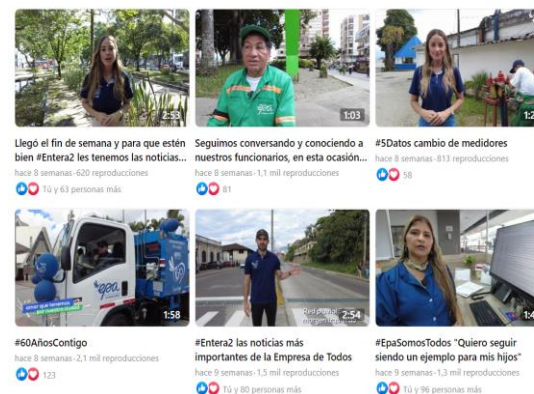 2:53
Llegó el fin de semana y para que estén
bien #Entera2 les tenemos las noticias...
hace 8 semanas·620 reproducciones
Tú y 63 personas más
epa
1:03
Seguimos conversando y conociendo a
nuestros funcionarios, en esta ocasión...
hace 8 semanas·1,1 mil reproducciones
81
1:2
#5Datos cambio de medidores
hace 8 semanas·813 reproducciones
58
epa
1:58
#60AñosContigo
hace 8 semanas·2,1 mil reproducciones
123
2:54
#Entera2 las noticias más
importantes de la Empresa de Todos
hace 9 semanas·1,5 mil reproducciones
Tú y 80 personas más
1:4
#EpaSomosTodos "Quiero seguir
siendo un ejemplo para mis hijos"
hace 9 semanas·1,3 mil reproducciones
Tú y 96 personas más